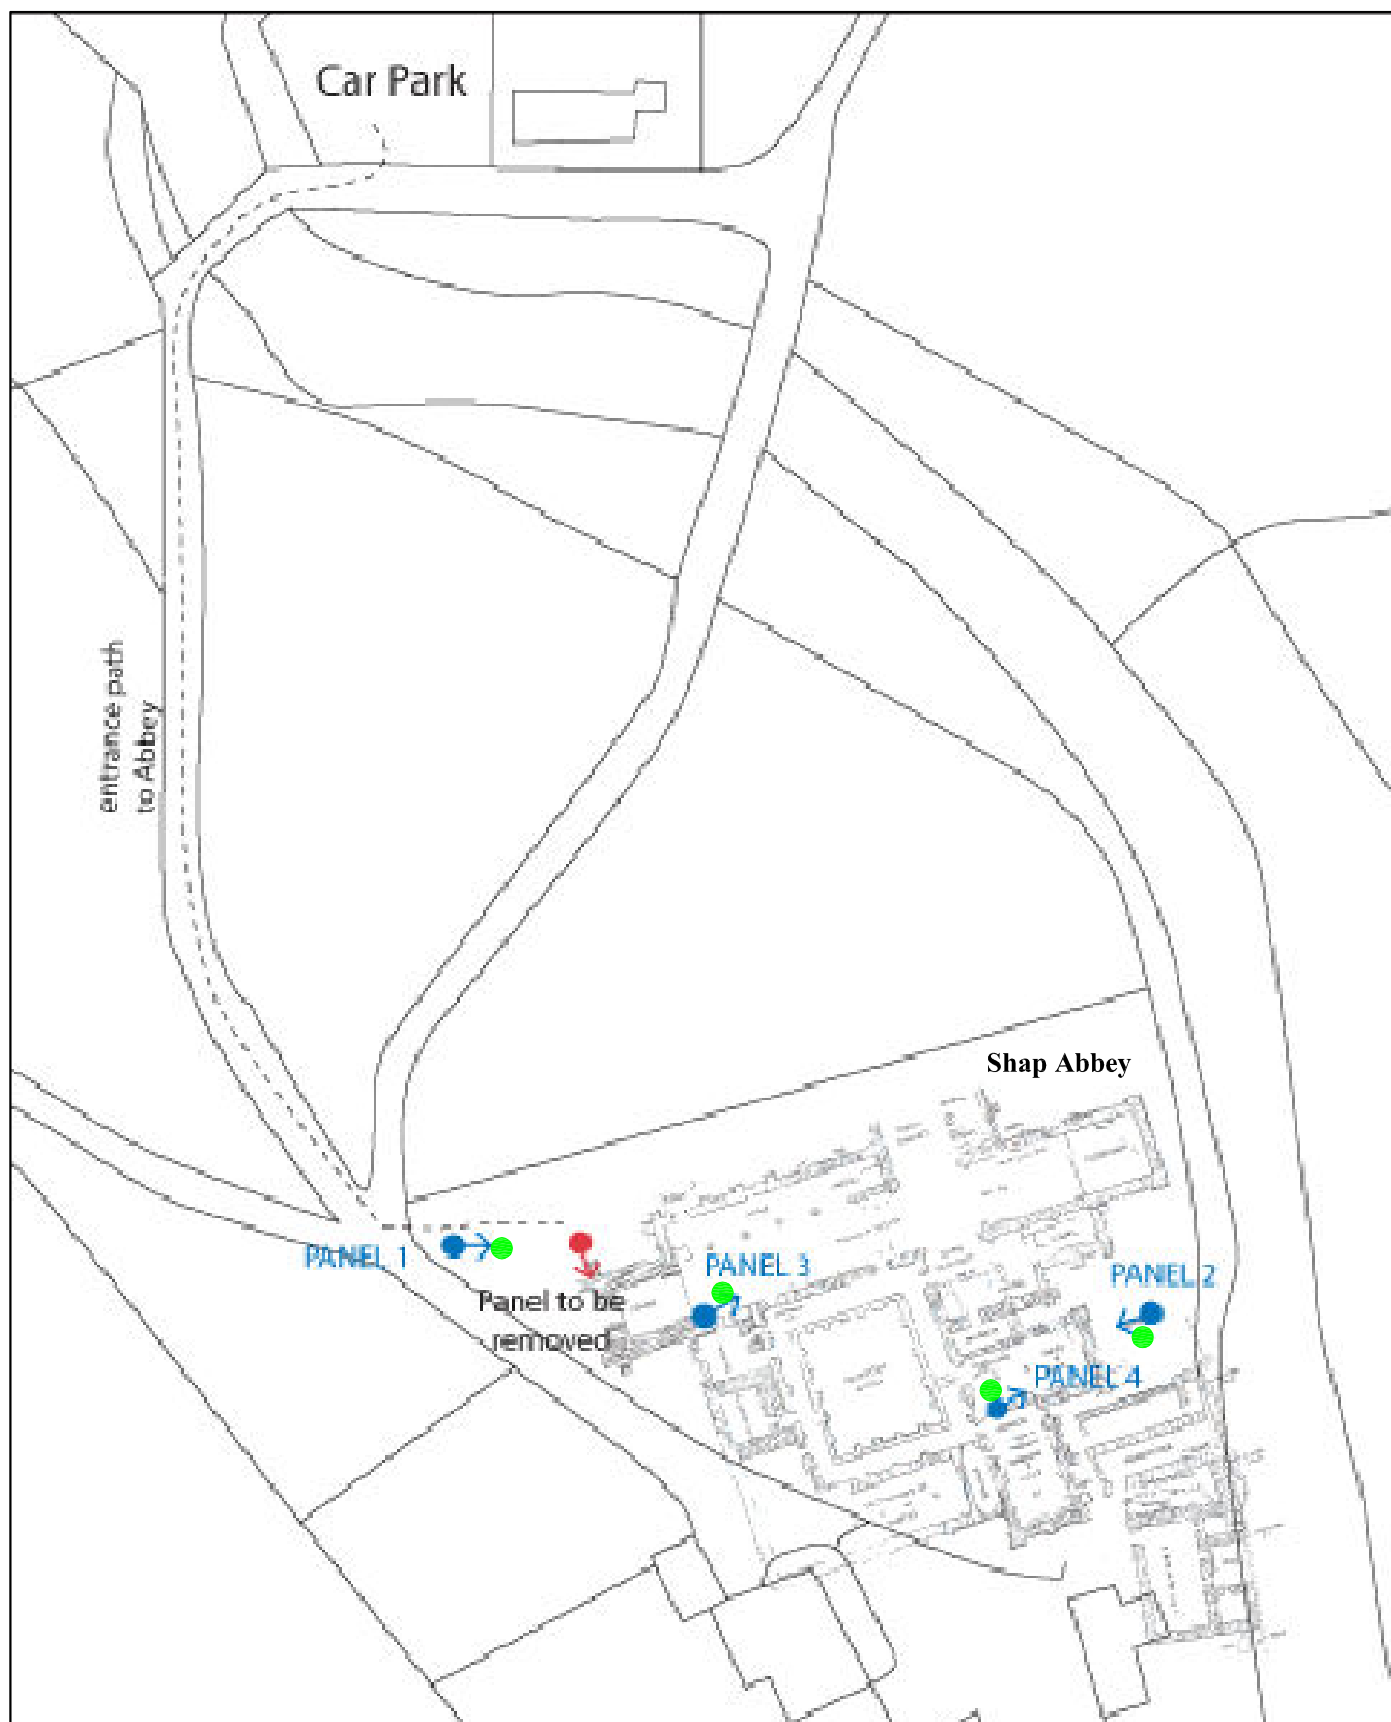 Car Park
entrance path
to Abbey
Shap Abbey
PANEL 1
Panel to be
removed
PANEL 3
PANEL 2
PANEL 4